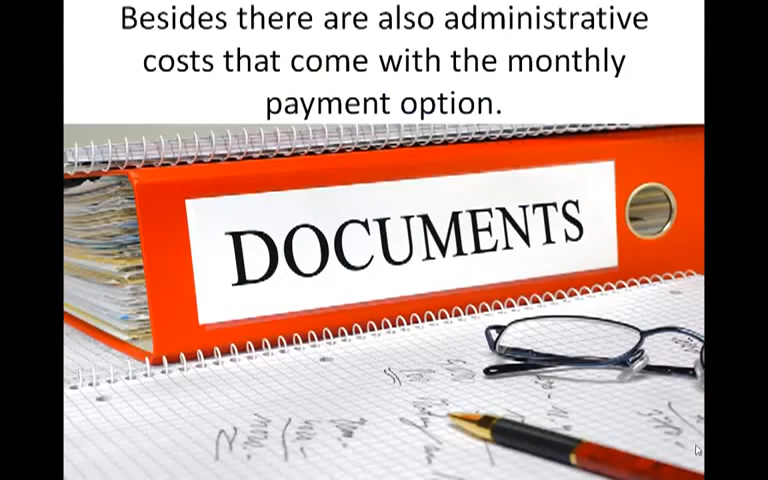 Besides there are also administrative
costs that come with the monthly
payment option.
DOCUMENTS